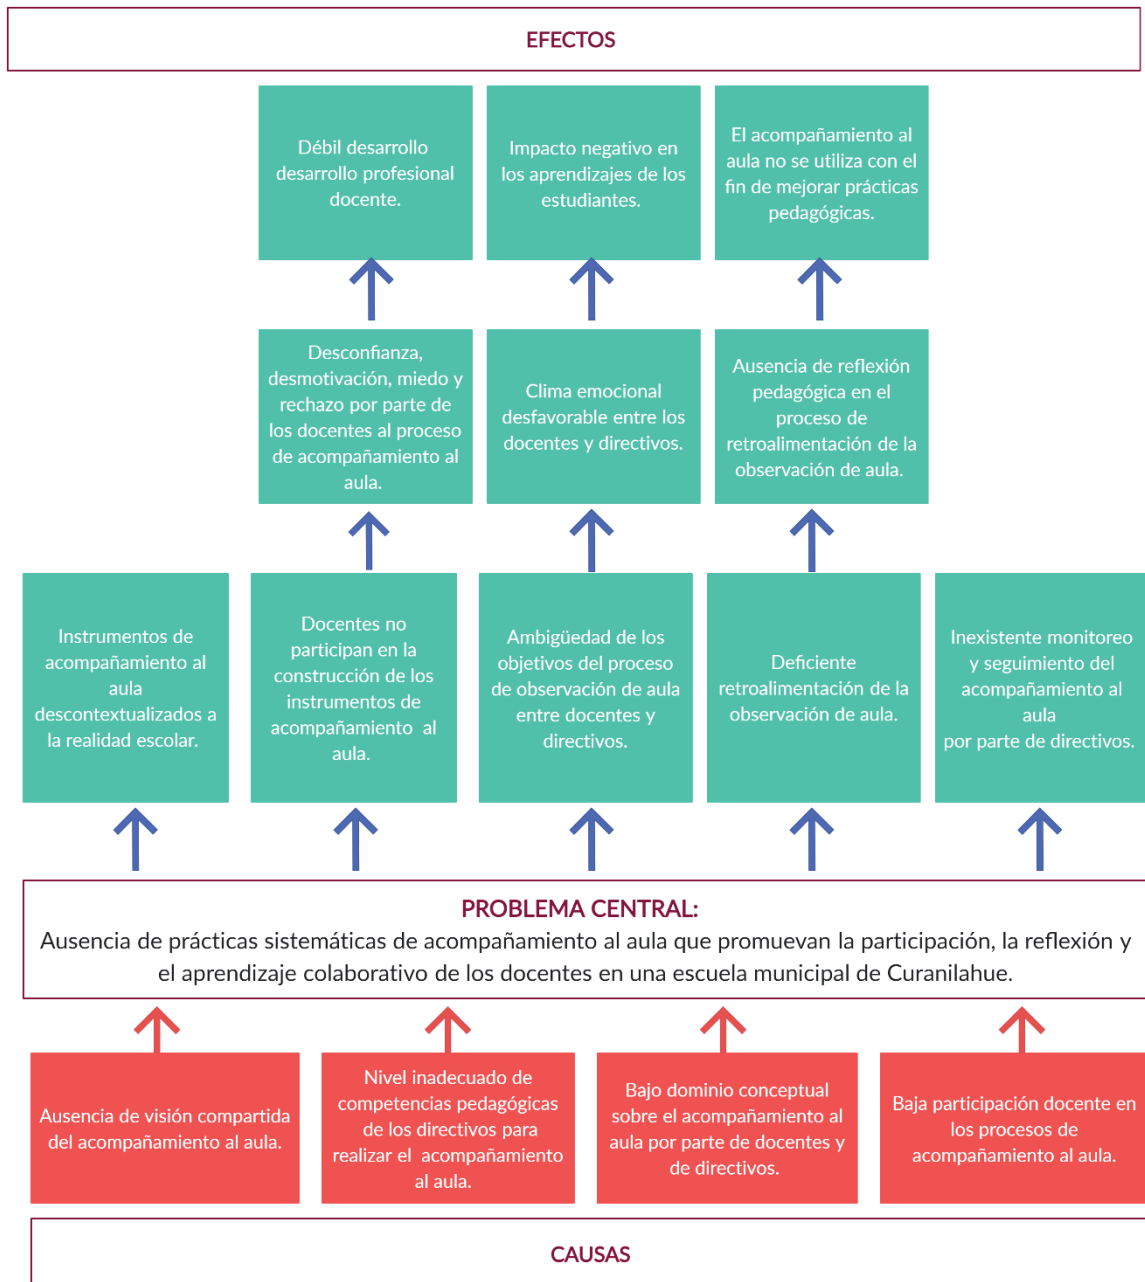 EFECTOS
Débil desarrollo
desarrollo profesional
docente.
Impacto negativo en
los aprendizajes de los
estudiantes.
El acompañamiento al
aula no se utiliza con el
fin de mejorar prácticas
pedagógicas.
Desconfianza,
desmotivación, miedo y
rechazo por parte de
los docentes al proceso
de acompañamiento al
aula.
Clima emocional
desfavorable entre los
docentes y directivos.
Ausencia de reflexión
pedagógica en el
proceso de
retroalimentación de la
observación de aula.
Instrumentos de
acompañamiento al
aula
descontextualizados a
la realidad escolar.
Docentes no
participan en la
construcción de los
instrumentos de
acompañamiento al
aula.
Ambigüedad de los
objetivos del proceso
de observación de aula
entre docentes y
directivos.
Deficiente
retroalimentación de la
observación de aula.
Inexistente monitoreo
y seguimiento del
acompañamiento al
aula
por parte de directivos.
PROBLEMA CENTRAL:
Ausencia de prácticas sistemáticas de acompañamiento al aula que promuevan la participación, la reflexión y
el aprendizaje colaborativo de los docentes en una escuela municipal de Curanilahue.
Ausencia de visión compartida
del acompañamiento al aula.
Nivel inadecuado de
competencias pedagógicas
de los directivos para
realizar el acompañamiento
al aula.
Bajo dominio conceptual
sobre el acompañamiento al
aula por parte de docentes y
de directivos.
Baja participación docente en
los procesos de
acompañamiento al aula.
CAUSAS